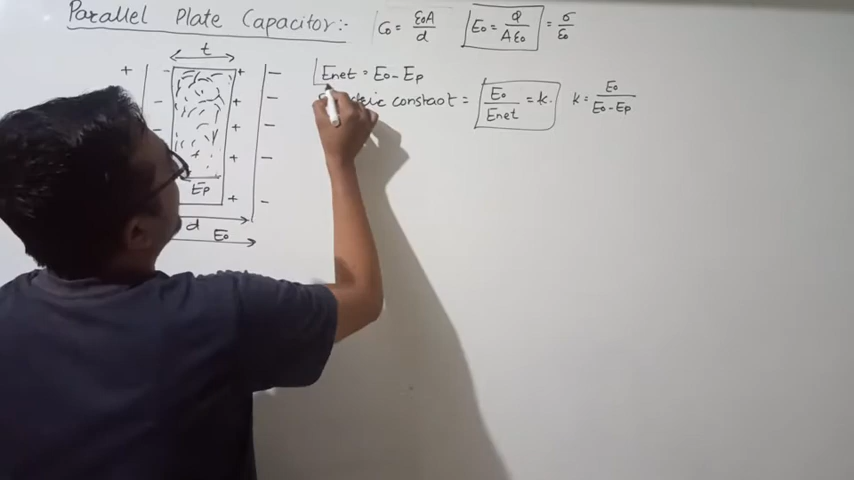 Parallel Plate Capacitor :-
C₀ = ε₀A/d
E₀ = Q/Aε₀ = σ/ε₀
t
Enet = E₀ - Ep
constant = E₀/Enet = k. k = E₀/E₀-Ep
+ - + -
- + -
+ -
+ -
Ep
+ -
d
E₀